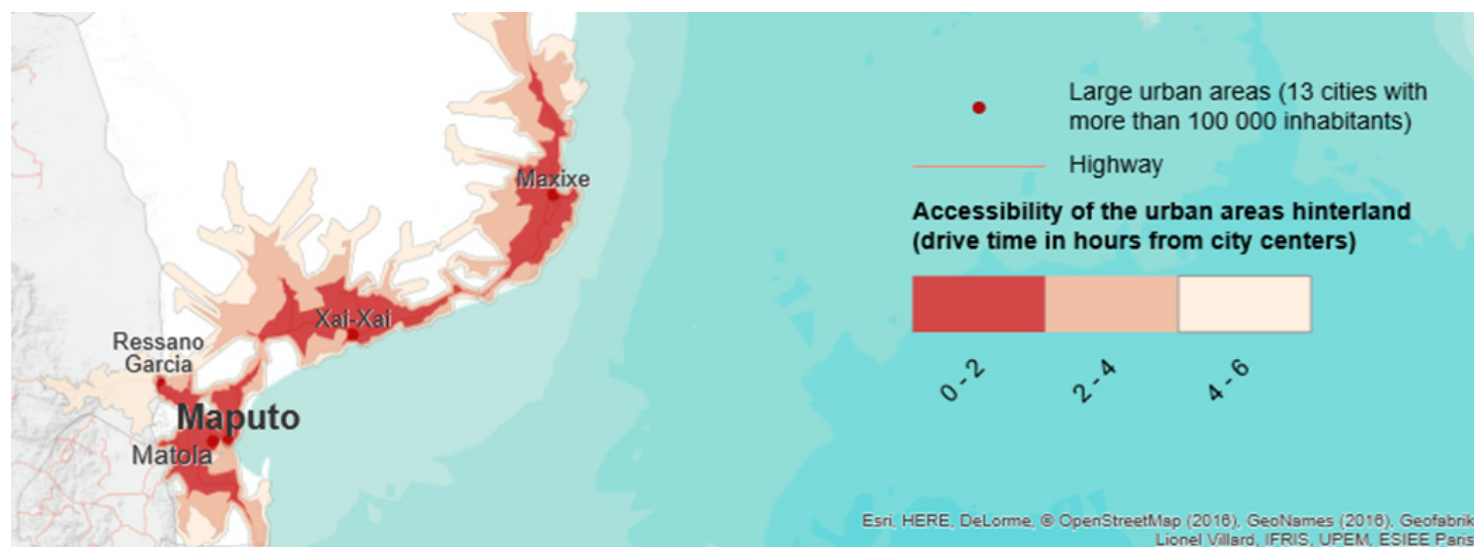 Large urban areas (13 cities with
more than 100 000 inhabitants)
Highway
Accessibility of the urban areas hinterland
(drive time in hours from city centers)
0 - 2
2 - 4
4 - 6
Maxixe
Xai-Xai
Ressano
Garcia
Maputo
Matola
Esri, HERE, DeLorme, © OpenStreetMap (2016), GeoNames (2016), Geofabrik
Lionel Villard, IFRIS, UPEM, ESIEE Paris